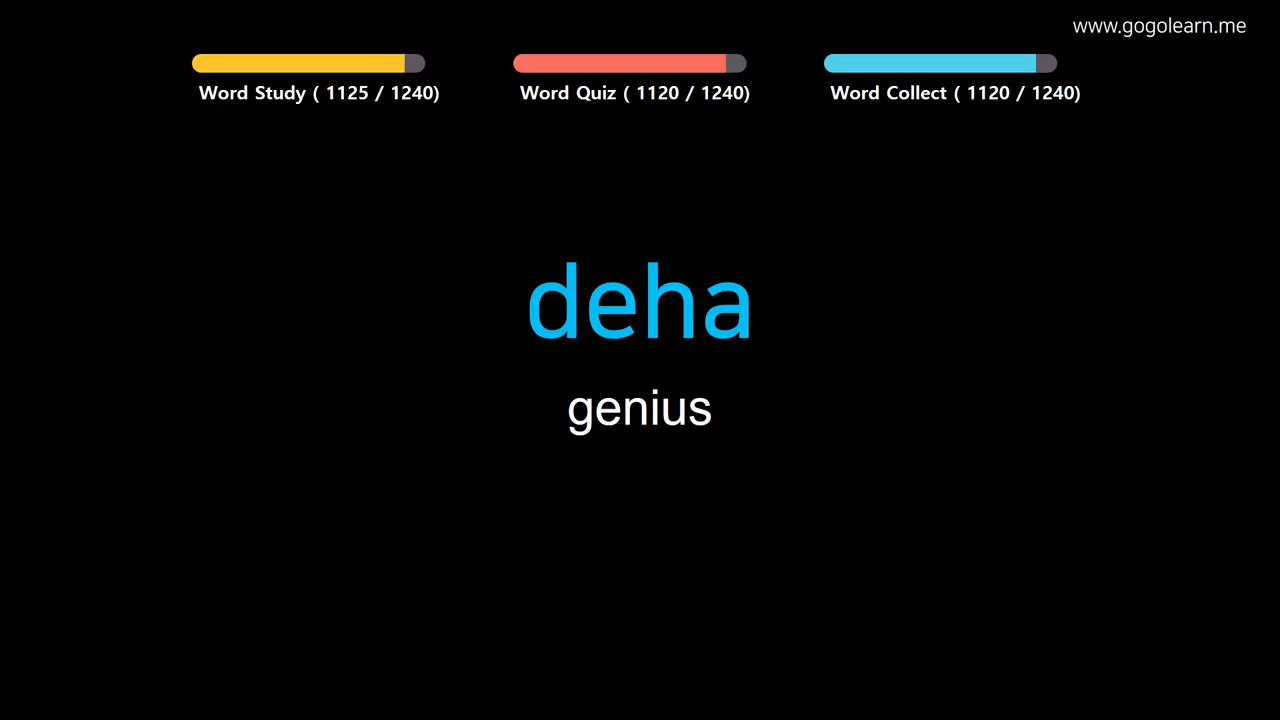 www.gogolearn.me
Word Study ( 1125 / 1240)
Word Quiz ( 1120 / 1240)
Word Collect ( 1120 / 1240)
deha
genius